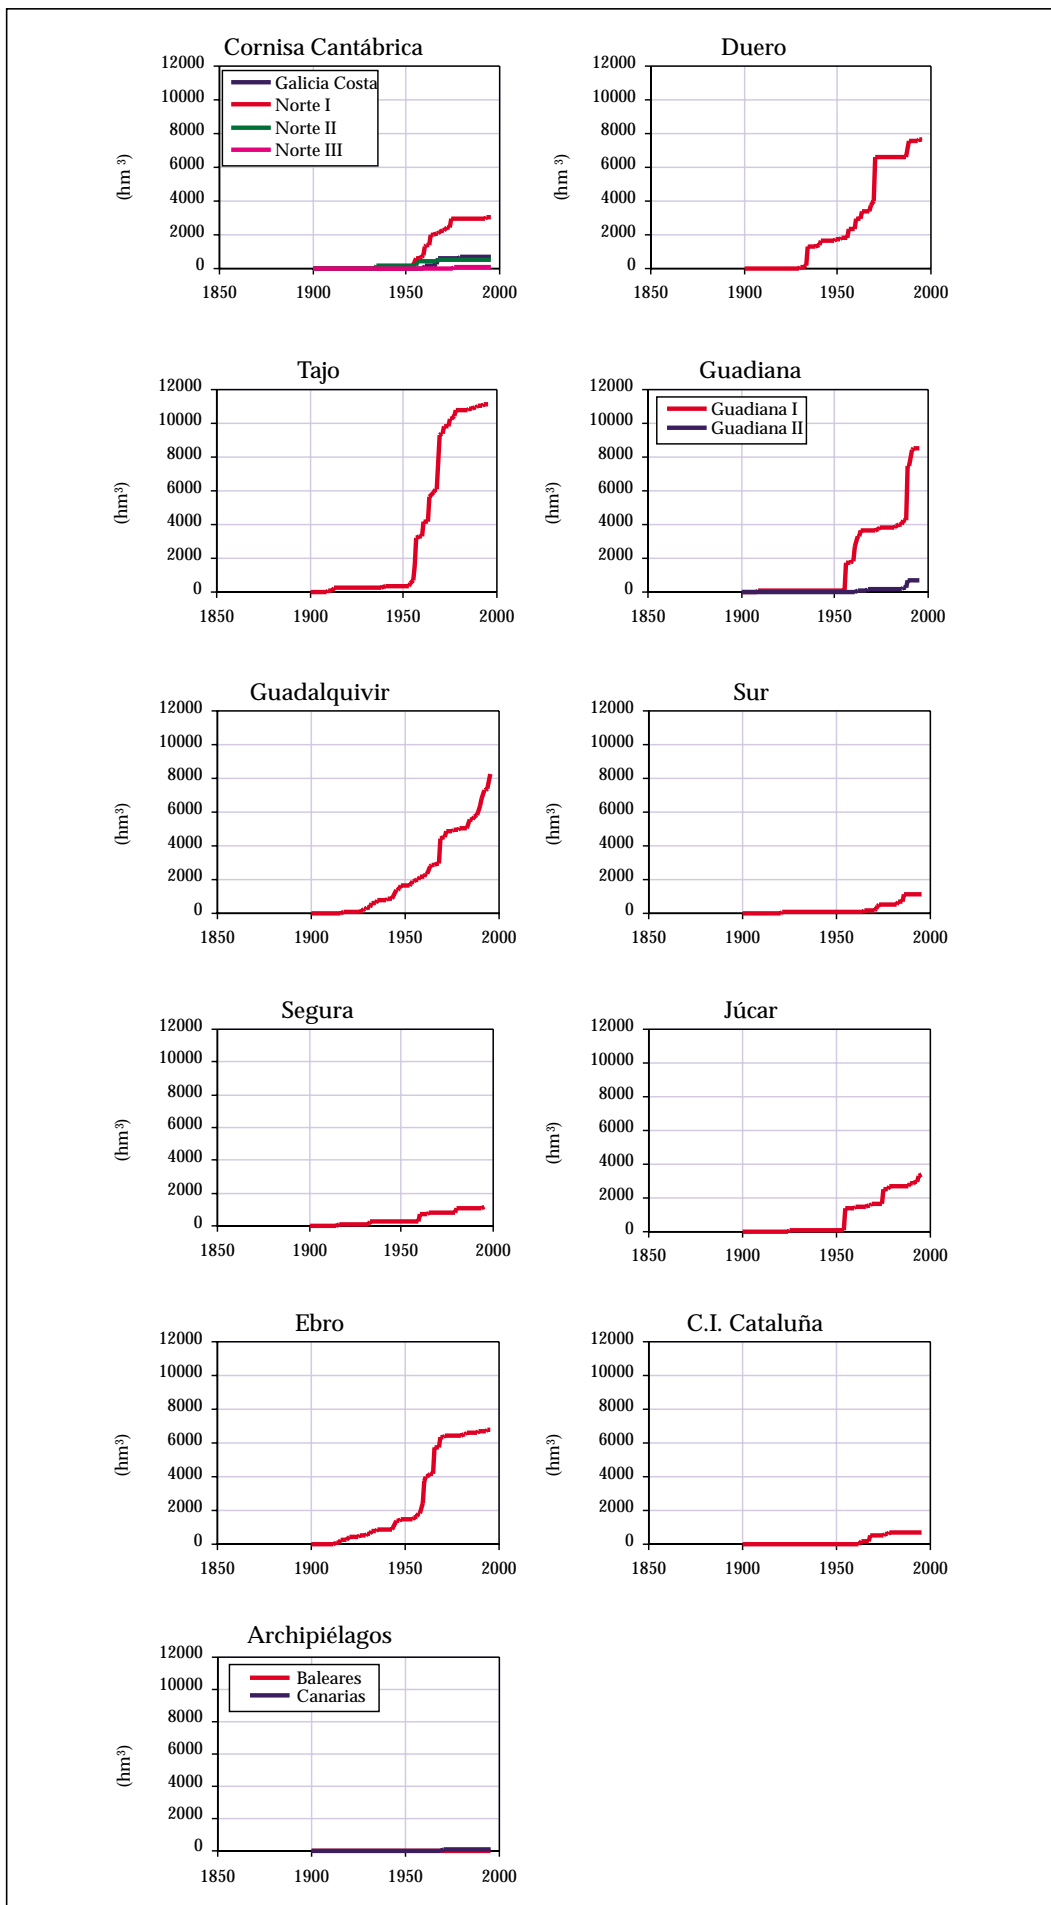 Cornisa Cantábrica
12000
10000
8000
6000
4000
2000
0
(hm ³)
Galicia Costa
Norte I
Norte II
Norte III
1850 1900 1950 2000
Duero
12000
10000
8000
6000
4000
2000
0
(hm ³)
1850 1900 1950 2000
Tajo
12000
10000
8000
6000
4000
2000
0
(hm³)
1850 1900 1950 2000
Guadiana
12000
10000
8000
6000
4000
2000
0
(hm³)
Guadiana I
Guadiana II
1850 1900 1950 2000
Guadalquivir
12000
10000
8000
6000
4000
2000
0
(hm³)
1850 1900 1950 2000
Sur
12000
10000
8000
6000
4000
2000
0
(hm³)
1850 1900 1950 2000
Segura
12000
10000
8000
6000
4000
2000
0
(hm³)
1850 1900 1950 2000
Júcar
12000
10000
8000
6000
4000
2000
0
(hm³)
1850 1900 1950 2000
Ebro
12000
10000
8000
6000
4000
2000
0
(hm³)
1850 1900 1950 2000
C.I. Cataluña
12000
10000
8000
6000
4000
2000
0
(hm³)
1850 1900 1950 2000
Archipiélagos
12000
10000
8000
6000
4000
2000
0
(hm³)
Baleares
Canarias
1850 1900 1950 2000